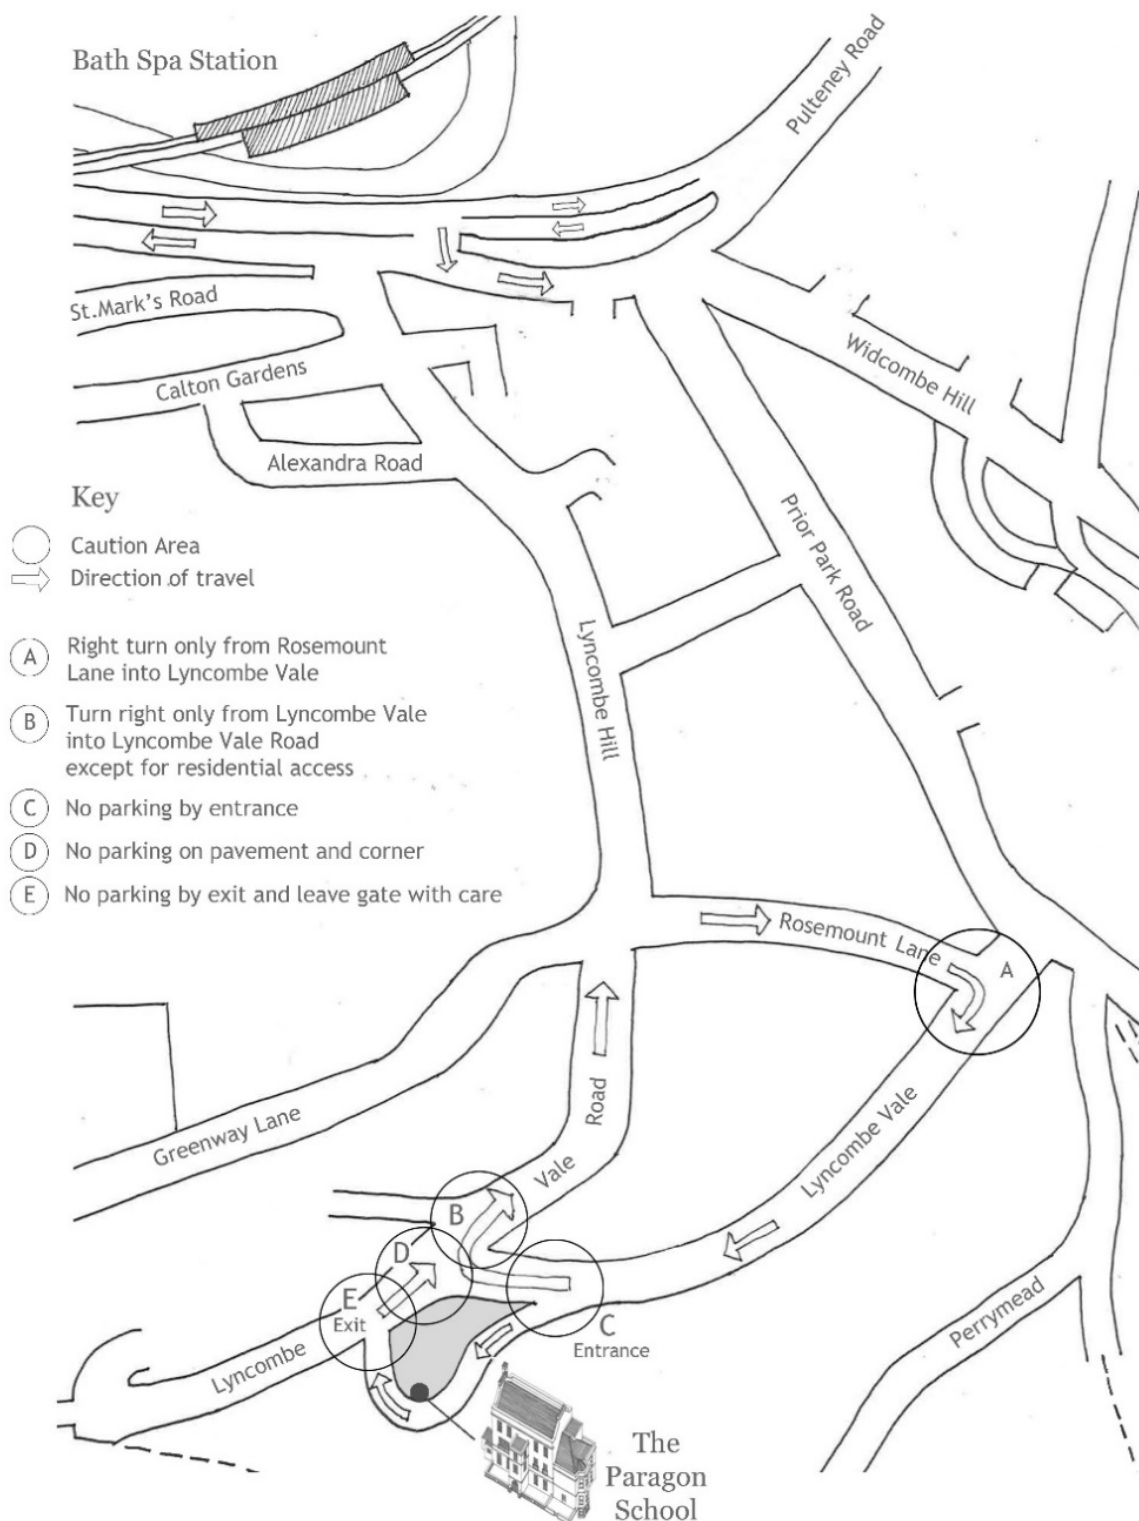 Bath Spa Station
Pulteney Road
St.Mark's Road
Widcombe Hill
Calton Gardens
Alexandra Road
Key
Caution Area
Direction of travel
Prior Park Road
A Right turn only from Rosemount
Lane into Lyncombe Vale
Lyncombe Hill
B Turn right only from Lyncombe Vale
into Lyncombe Vale Road
except for residential access
C No parking by entrance
D No parking on pavement and corner
E No parking by exit and leave gate with care
Rosemount Lane
A
Greenway Lane
Road
Vale
Lyncombe Vale
B
D
E
Exit
C
Entrance
Perrymead
Lyncombe
The
Paragon
School